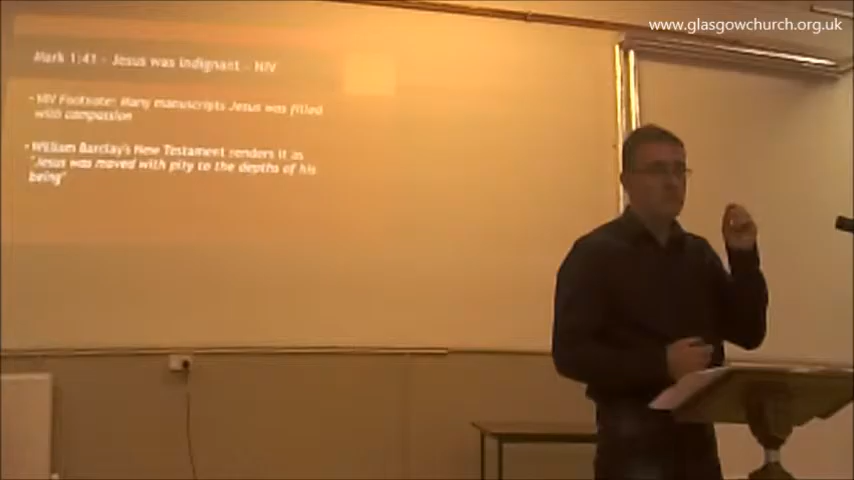 www.glasgowchurch.org.uk
Mark 1:41 - Jesus was indignant - NIV
• NIV Footnote: Many manuscripts Jesus was filled
with compassion
• William Barclay's New Testament renders it as
"Jesus was moved with pity to the depths of his
being"